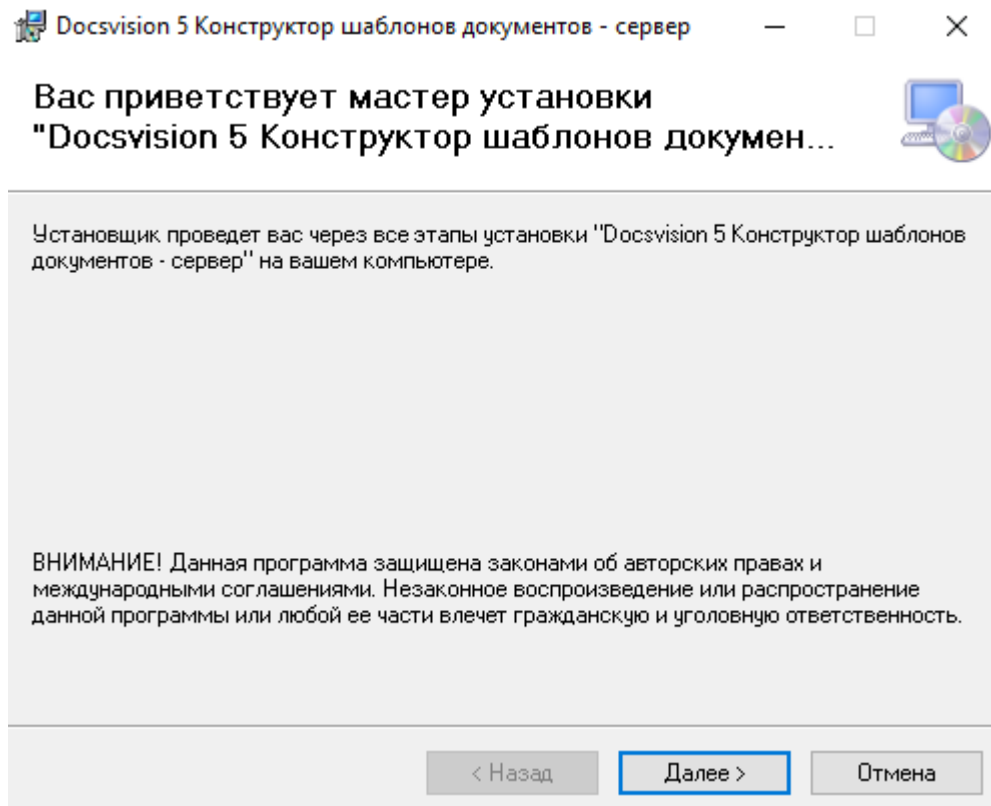 Docsvision 5 Конструктор шаблонов документов - сервер
Вас приветствует мастер установки
"Docsvision 5 Конструктор шаблонов докумен...
Установщик проведет вас через все этапы установки "Docsvision 5 Конструктор шаблонов
документов - сервер" на вашем компьютере.
ВНИМАНИЕ! Данная программа защищена законами об авторских правах и
международными соглашениями. Незаконное воспроизведение или распространение
данной программы или любой ее части влечет гражданскую и уголовную ответственность.
< Назад Далее > Отмена